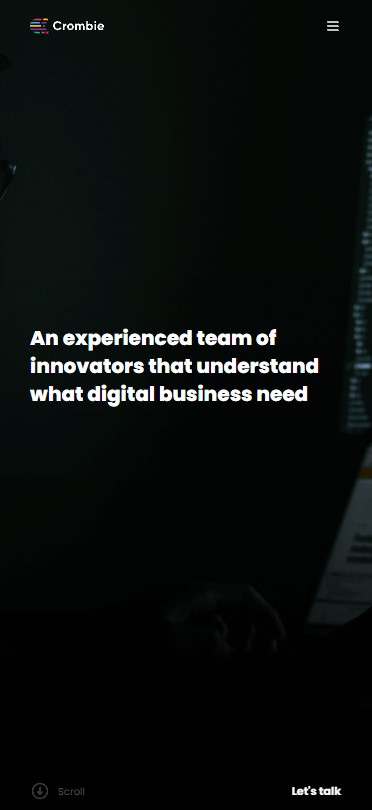 Crombie
An experienced team of
innovators that understand
what digital business need
Scroll
Let's talk